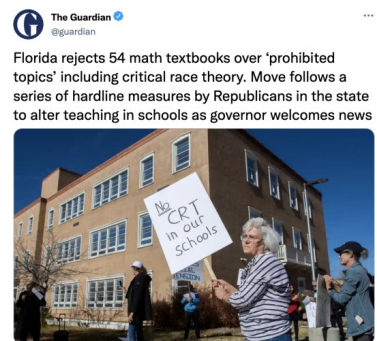 The Guardian
@guardian
Florida rejects 54 math textbooks over ‘prohibited
topics’ including critical race theory. Move follows a
series of hardline measures by Republicans in the state
to alter teaching in schools as governor welcomes news
No
CRT
in our
schools